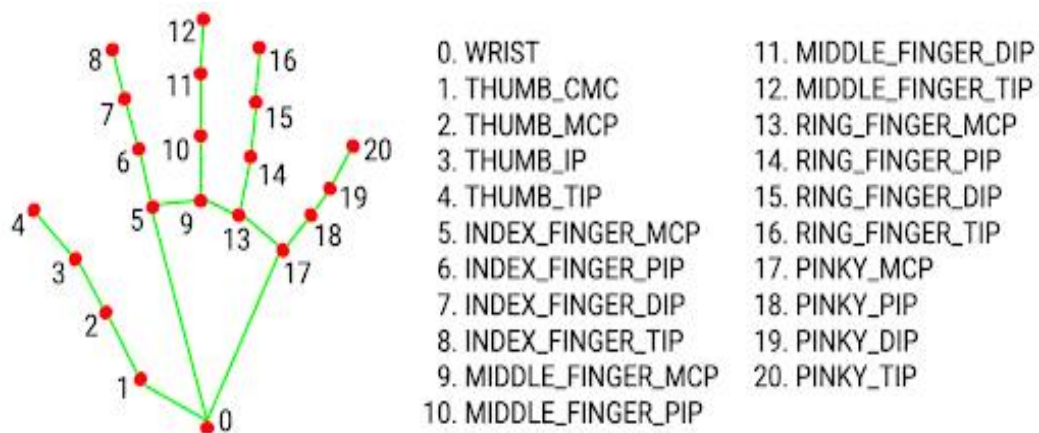 12
8
16
11
7
15
10
6
20
14
19
4
5
9
13
18
3
17
2
1
0
0. WRIST
1. THUMB_CMC
2. THUMB_MCP
3. THUMB_IP
4. THUMB_TIP
5. INDEX_FINGER_MCP
6. INDEX_FINGER_PIP
7. INDEX_FINGER_DIP
8. INDEX_FINGER_TIP
9. MIDDLE_FINGER_MCP
10. MIDDLE_FINGER_PIP
11. MIDDLE_FINGER_DIP
12. MIDDLE_FINGER_TIP
13. RING_FINGER_MCP
14. RING_FINGER_PIP
15. RING_FINGER_DIP
16. RING_FINGER_TIP
17. PINKY_MCP
18. PINKY_PIP
19. PINKY_DIP
20. PINKY_TIP